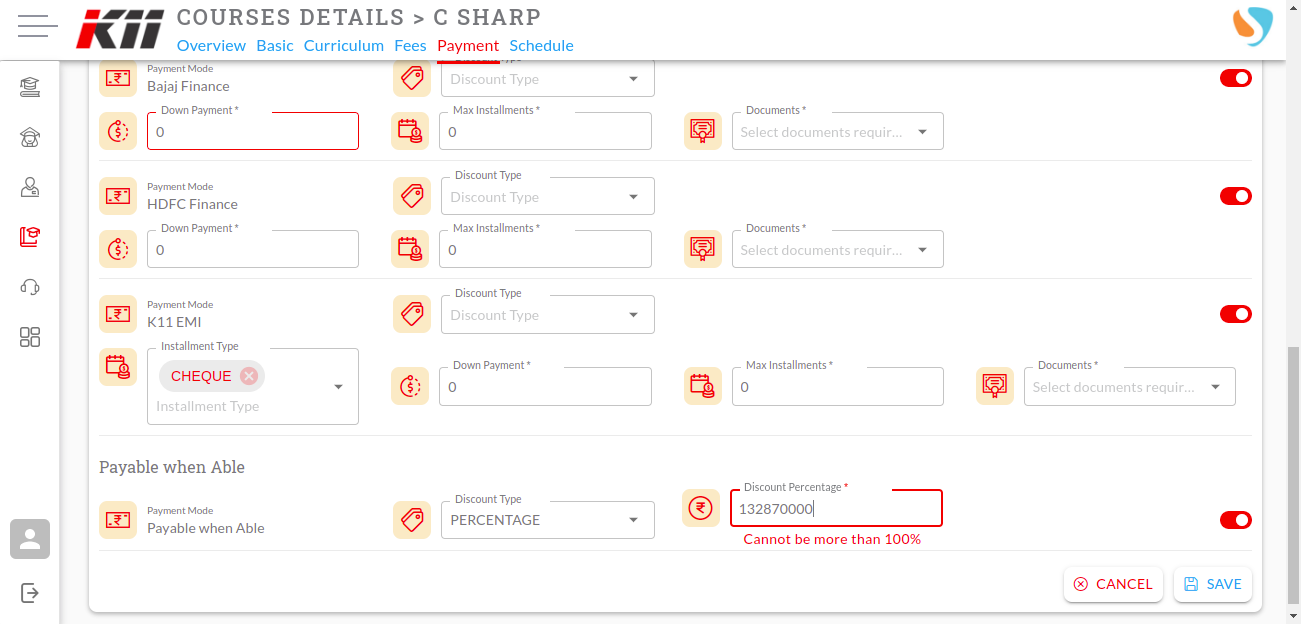 K11 COURSES DETAILS > C SHARP
Overview Basic Curriculum Fees Payment Schedule
Payment Mode Discount Type
Bajaj Finance Discount Type
Down Payment * Max Installments * Documents *
0 0 Select documents requir...
Payment Mode Discount Type
HDFC Finance Discount Type
Down Payment * Max Installments * Documents *
0 0 Select documents requir...
Payment Mode Discount Type
K11 EMI Discount Type
Installment Type Down Payment * Max Installments * Documents *
CHEQUE 0 0 Select documents requir...
Installment Type
Payable when Able
Payment Mode Discount Type Discount Percentage *
Payable when Able PERCENTAGE 132870000
Cannot be more than 100%
CANCEL SAVE